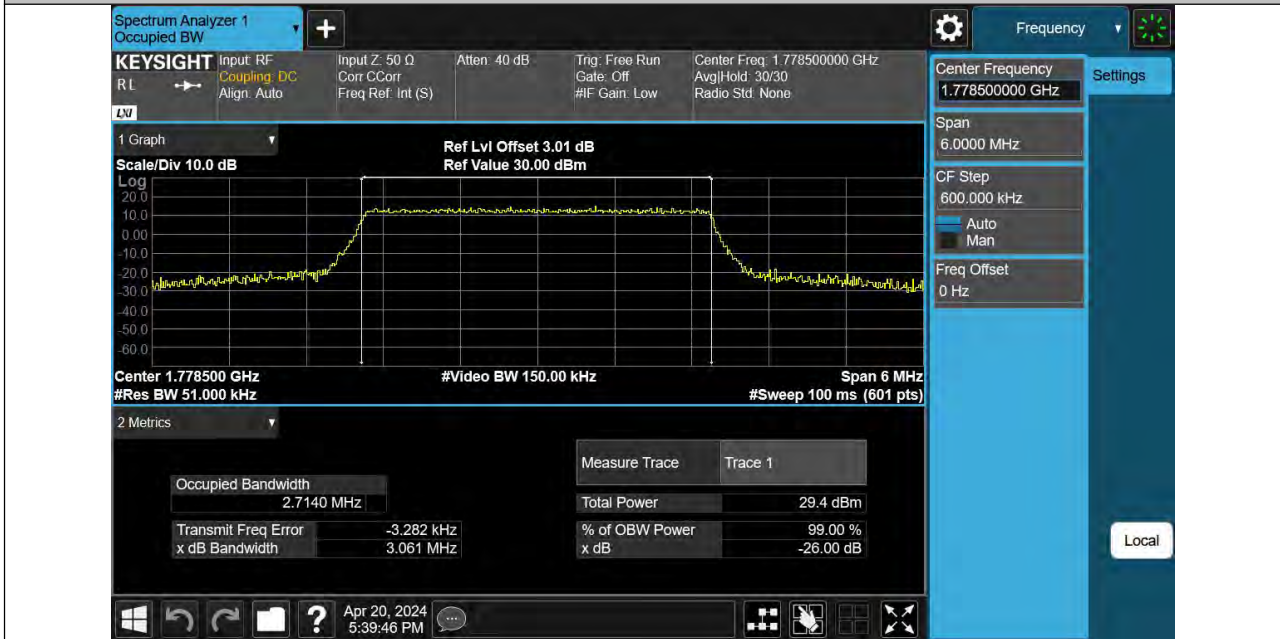 Spectrum Analyzer 1
Occupied BW
+
Frequency
KEYSIGHT
RL
LXI
Input: RF
Coupling: DC
Align: Auto
Input Z: 50 Ω
Corr CCorr
Freq Ref: Int (S)
Atten: 40 dB
Trig: Free Run
Gate: Off
#IF Gain: Low
Center Freq: 1.778500000 GHz
Avg|Hold: 30/30
Radio Std: None
Center Frequency
1.778500000 GHz
Settings
Span
6.0000 MHz
CF Step
600.000 kHz
Auto
Man
Freq Offset
0 Hz
Local
1 Graph
Scale/Div 10.0 dB
Ref Lvl Offset 3.01 dB
Ref Value 30.00 dBm
Log
20.0
10.0
0.00
-10.0
-20.0
-30.0
-40.0
-50.0
-60.0
Center 1.778500 GHz
#Video BW 150.00 kHz
Span 6 MHz
#Res BW 51.000 kHz
#Sweep 100 ms (601 pts)
2 Metrics
Measure Trace Trace 1
Occupied Bandwidth
2.7140 MHz
Total Power 29.4 dBm
Transmit Freq Error -3.282 kHz
% of OBW Power 99.00 %
x dB Bandwidth 3.061 MHz
x dB -26.00 dB
?
Apr 20, 2024
5:39:46 PM